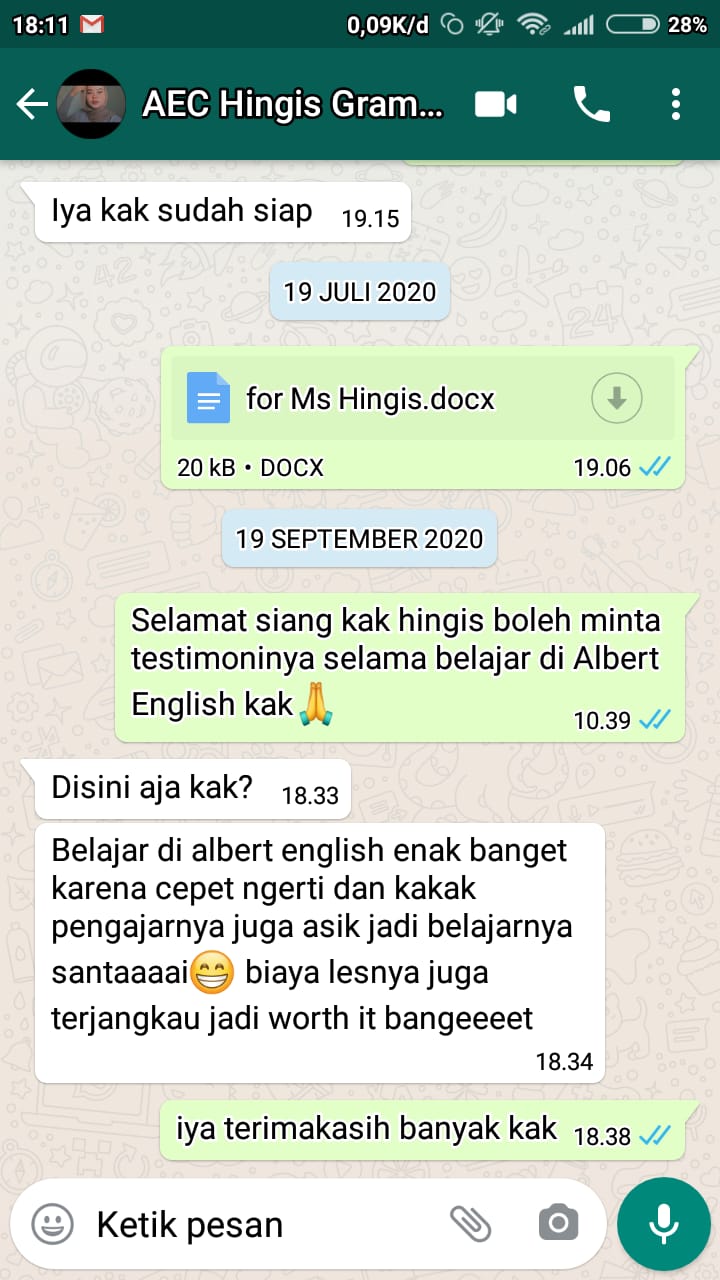 18:11 0,09K/d 28%
AEC Hingis Gram...
Iya kak sudah siap 19.15
19 JULI 2020
for Ms Hingis.docx
20 kB • DOCX 19.06
19 SEPTEMBER 2020
Selamat siang kak hingis boleh minta
testimoninya selama belajar di Albert
English kak🙏 10.39
Disini aja kak? 18.33
Belajar di albert english enak banget
karena cepet ngerti dan kakak
pengajarnya juga asik jadi belajarnya
santaaaai😁 biaya lesnya juga
terjangkau jadi worth it bangeeeet
18.34
iya terimakasih banyak kak 18.38
Ketik pesan